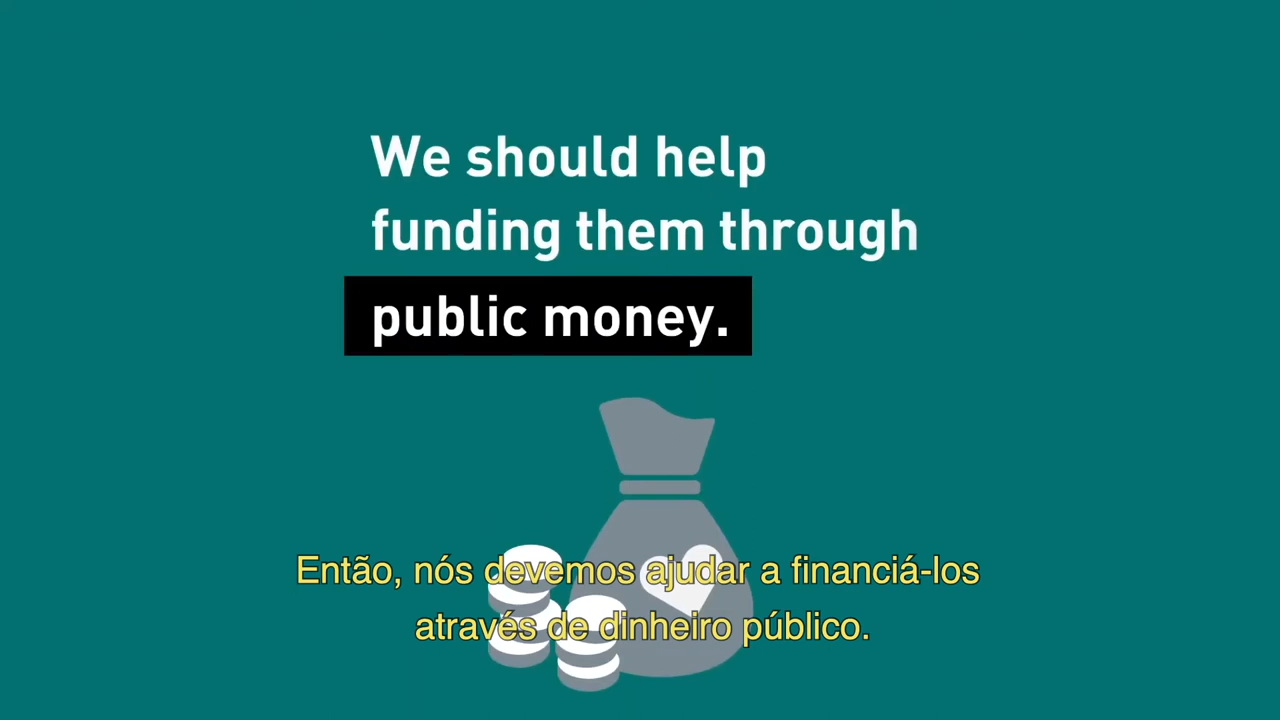 We should help
funding them through
public money.
Então, nós devemos ajudar a financiá-los
através de dinheiro público.